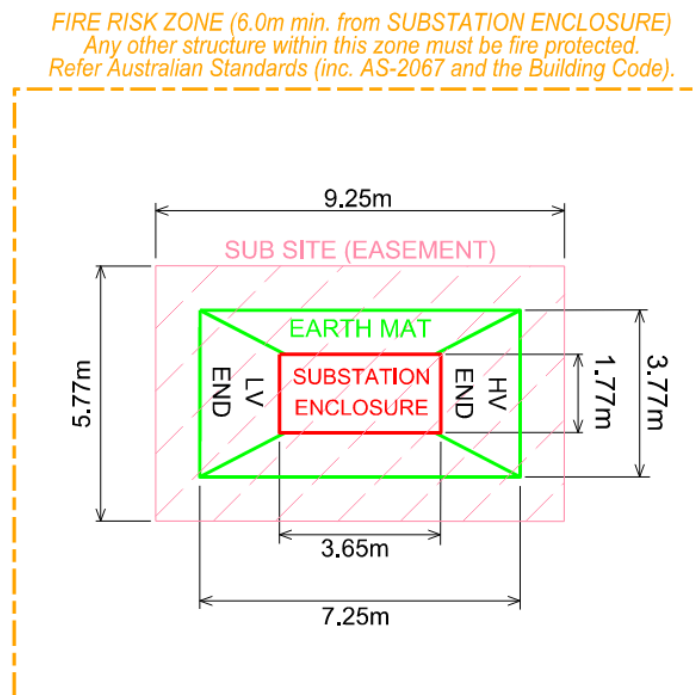 FIRE RISK ZONE (6.0m min. from SUBSTATION ENCLOSURE)
Any other structure within this zone must be fire protected.
Refer Australian Standards (inc. AS-2067 and the Building Code).
9.25m
SUB SITE (EASEMENT)
EARTH MAT
5.77m
LV
END
SUBSTATION
ENCLOSURE
HV
END
1.77m
3.77m
3.65m
7.25m